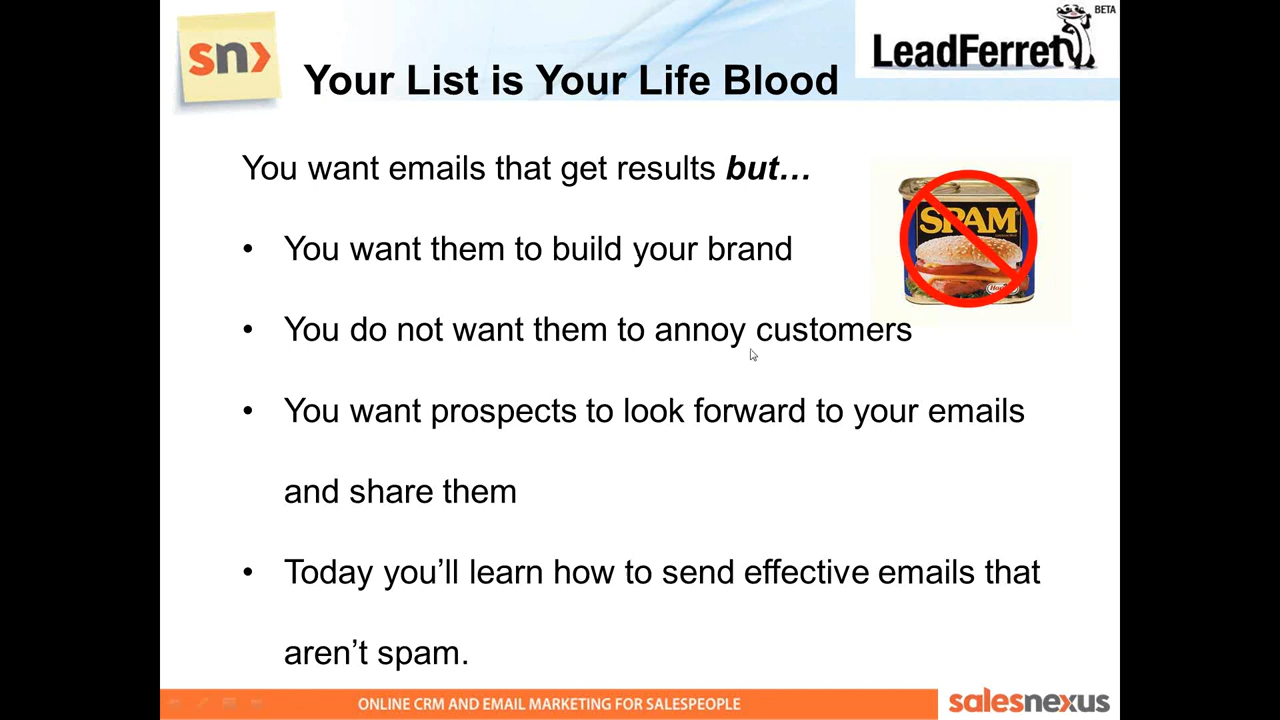 sn>
BETA
LeadFerret
Your List is Your Life Blood
You want emails that get results but…
SPAM
Hormel
• You want them to build your brand
• You do not want them to annoy customers
• You want prospects to look forward to your emails
and share them
• Today you’ll learn how to send effective emails that
aren’t spam.
ONLINE CRM AND EMAIL MARKETING FOR SALESPEOPLE
salesnexus